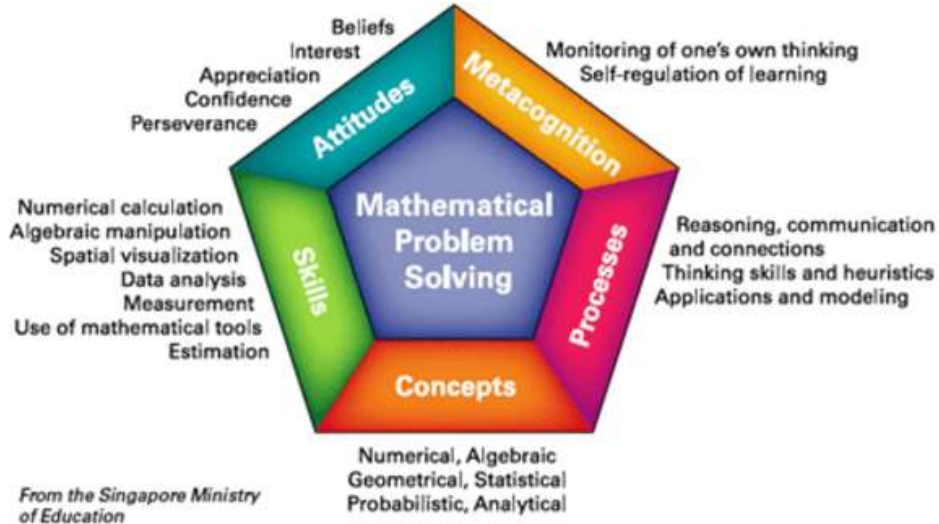 Beliefs
Interest
Appreciation
Confidence
Perseverance
Attitudes
Metacognition
Monitoring of one's own thinking
Self-regulation of learning
Mathematical
Problem
Solving
Numerical calculation
Algebraic manipulation
Spatial visualization
Data analysis
Measurement
Use of mathematical tools
Estimation
Skills
Processes
Reasoning, communication
and connections
Thinking skills and heuristics
Applications and modeling
Concepts
Numerical, Algebraic
Geometrical, Statistical
Probabilistic, Analytical
From the Singapore Ministry
of Education